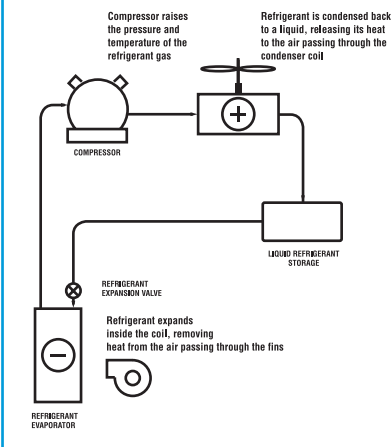 Compressor raises
the pressure and
temperature of the
refrigerant gas
Refrigerant is condensed back
to a liquid, releasing its heat
to the air passing through the
condenser coil
COMPRESSOR
LIQUID REFRIGERANT
STORAGE
REFRIGERANT
EXPANSION VALVE
Refrigerant expands
inside the coil, removing
heat from the air passing through the fins
REFRIGERANT
EVAPORATOR